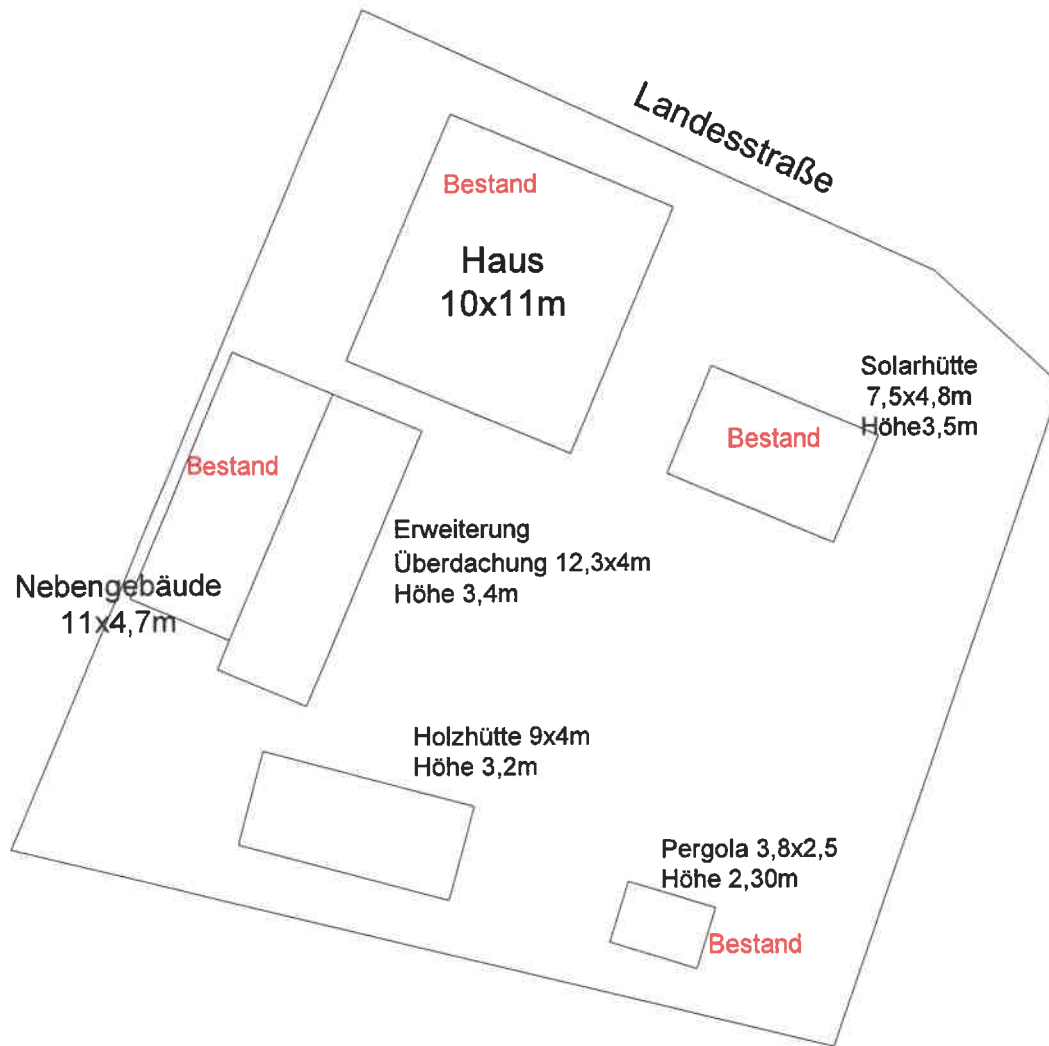 Landesstraße
Bestand
Haus
10x11m
Solarhütte
7,5x4,8m
Höhe3,5m
Bestand
Bestand
Erweiterung
Überdachung 12,3x4m
Höhe 3,4m
Nebengebäude
11x4,7m
Holzhütte 9x4m
Höhe 3,2m
Pergola 3,8x2,5
Höhe 2,30m
Bestand